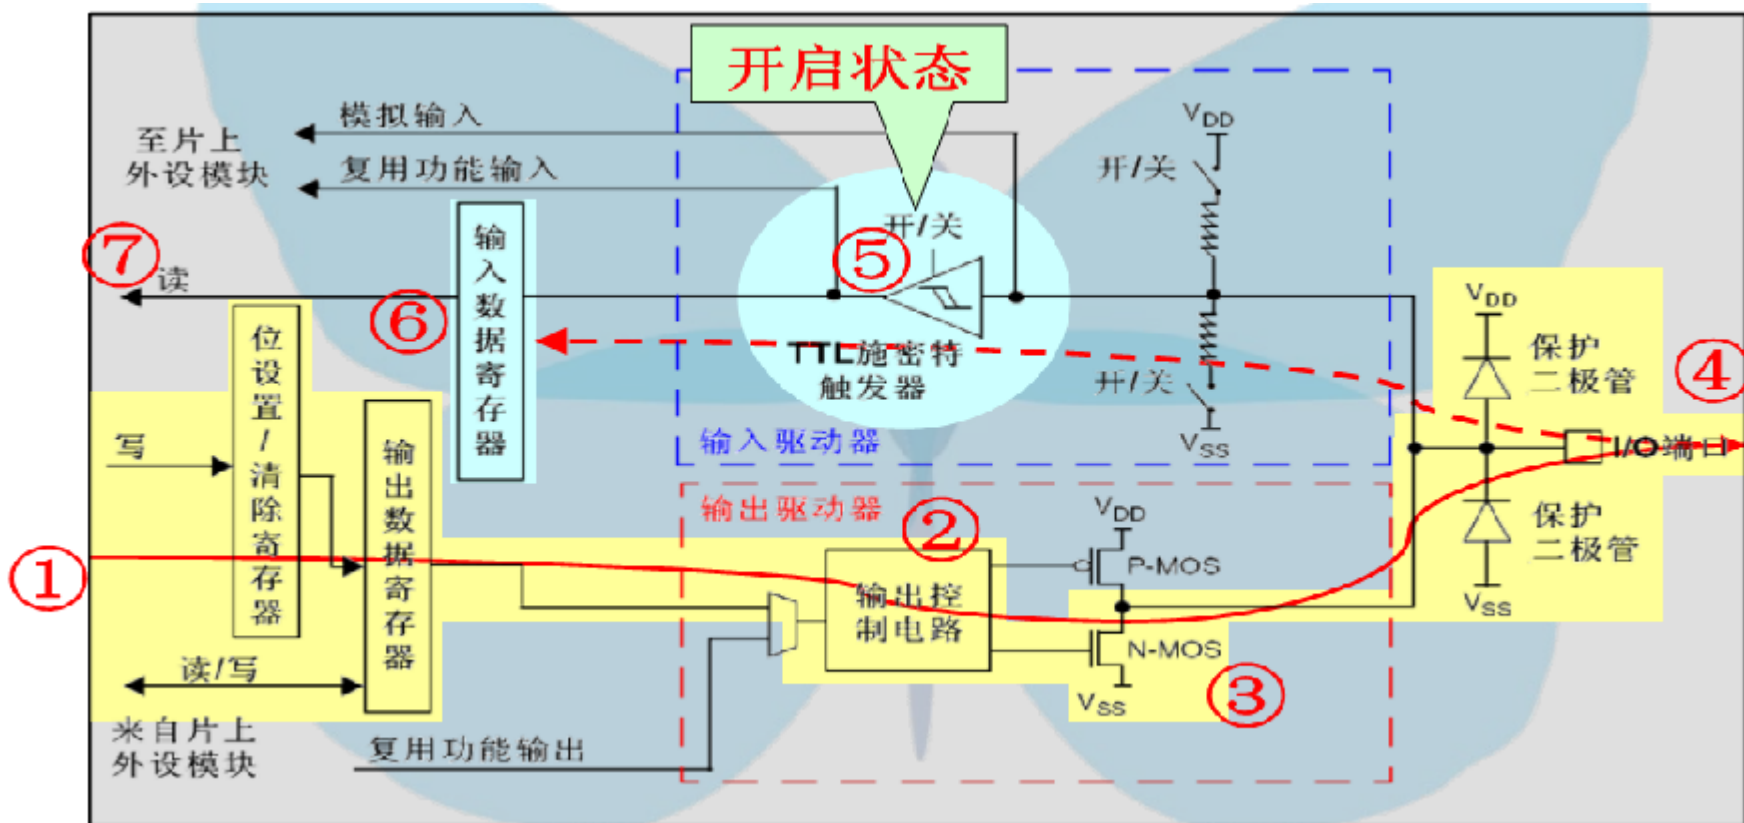 开启状态
模拟输入
至片上
外设模块
复用功能输入
V_DD
开/关
开/关
⑦
读
⑥
输入数据寄存器
⑤
TTL施密特
触发器
开/关
V_SS
输入驱动器
V_DD
保护
二极管
④
I/O端口
保护
二极管
V_SS
位设置/清除寄存器
写
输出数据寄存器
①
读/写
来自片上
外设模块
复用功能输出
输出驱动器
②
输出控
制电路
V_DD
P-MOS
N-MOS
V_SS
③